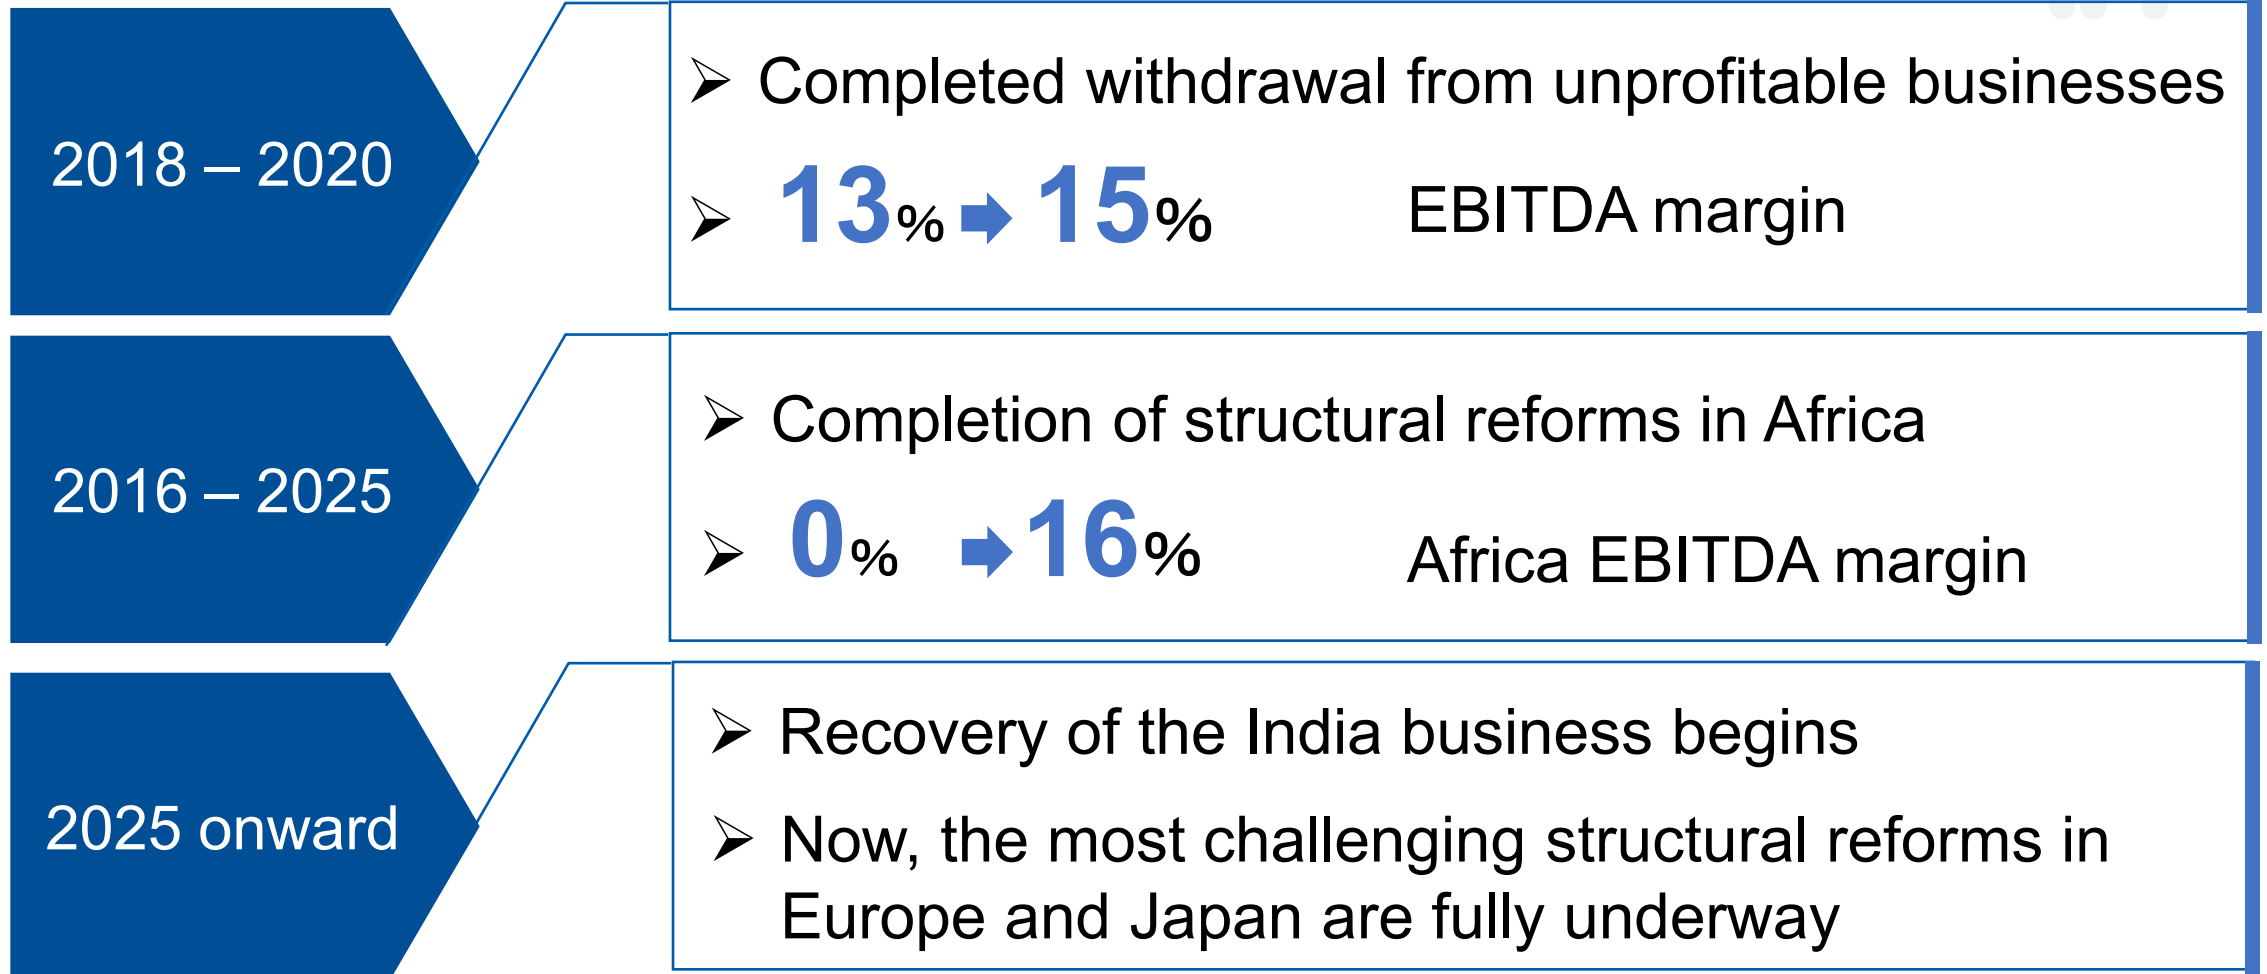 2018 – 2020
➢ Completed withdrawal from unprofitable businesses
➢ 13% ➡ 15% EBITDA margin
2016 – 2025
➢ Completion of structural reforms in Africa
➢ 0% ➡ 16% Africa EBITDA margin
2025 onward
➢ Recovery of the India business begins
➢ Now, the most challenging structural reforms in
Europe and Japan are fully underway